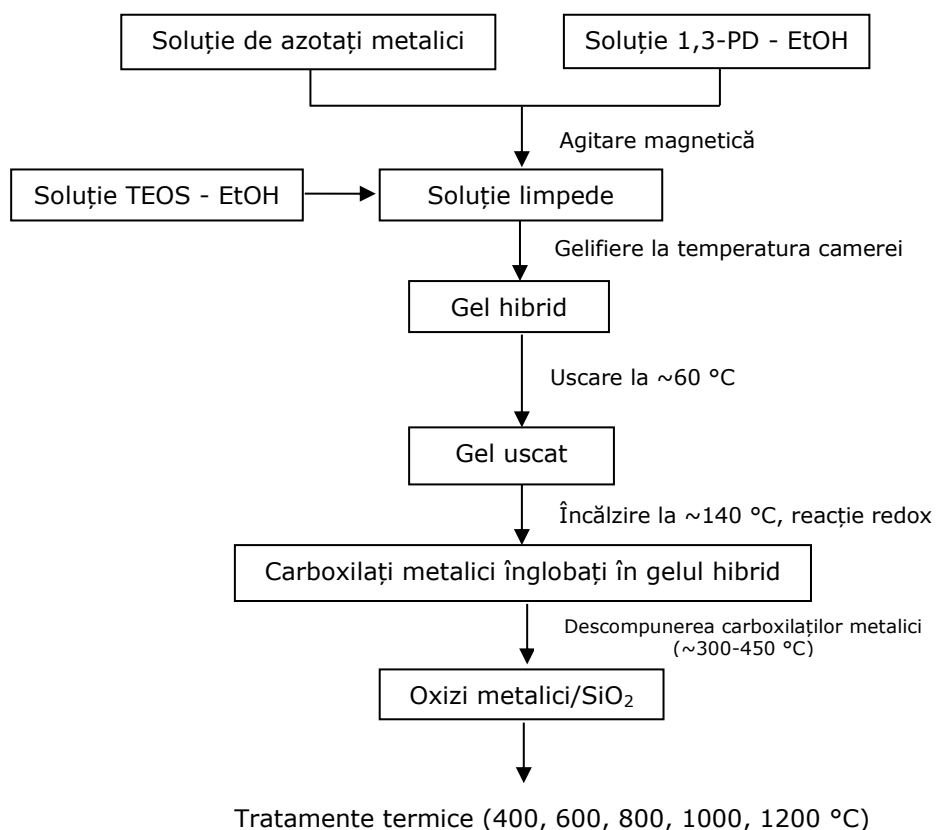 Soluție de azotați metalici
Soluție 1,3-PD - EtOH
Agitare magnetică
Soluție TEOS - EtOH
Soluție limpede
Gelifiere la temperatura camerei
Gel hibrid
Uscare la ~60 °C
Gel uscat
Încălzire la ~140 °C, reacție redox
Carboxilați metalici înglobați în gelul hibrid
Descompunerea carboxilaților metalici
(~300-450 °C)
Oxizi metalici/SiO₂
Tratamente termice (400, 600, 800, 1000, 1200 °C)